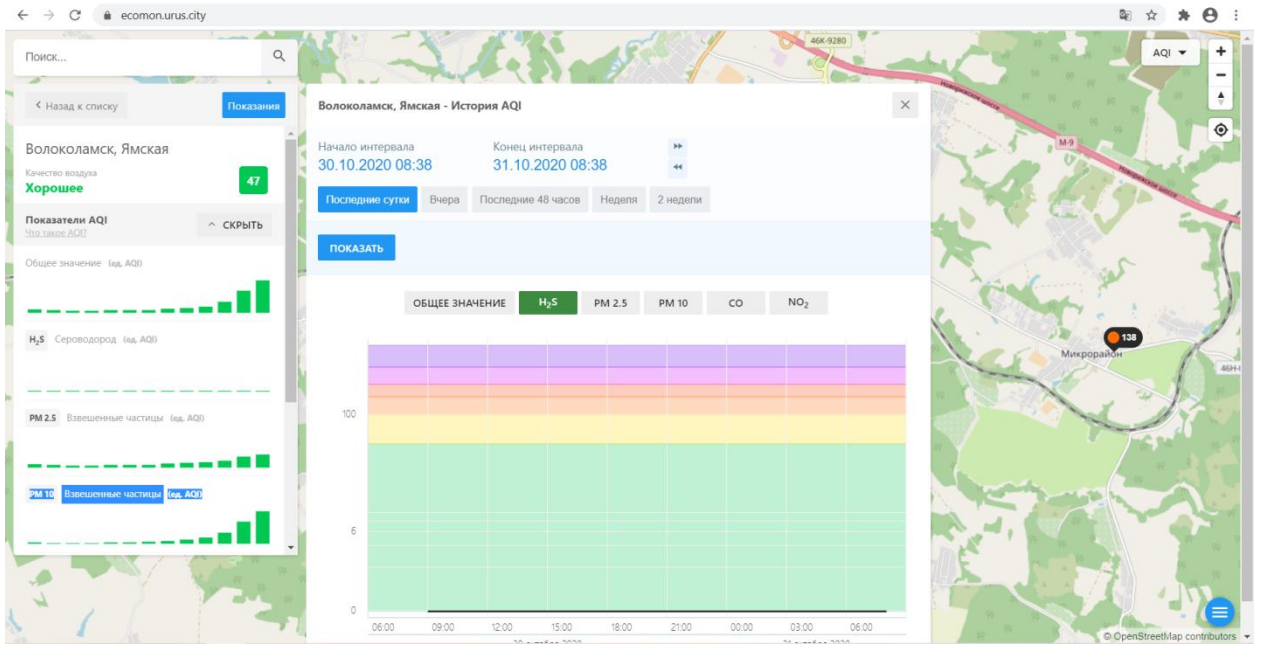 ecomon.urus.city
Поиск...
46К-9280
AQI
Назад к списку
Показания
Волоколамск, Ямская
Качество воздуха
Хорошее
47
Показатели AQI
Что такое AQI?
СКРЫТЬ
Общее значение (ед. AQI)
H₂S Сероводород (ед. AQI)
PM 2.5 Взвешенные частицы (ед. AQI)
PM 10 Взвешенные частицы (ед. AQI)
Волоколамск, Ямская - История AQI
Начало интервала
Конец интервала
30.10.2020 08:38
31.10.2020 08:38
Последние сутки
Вчера
Последние 48 часов
Неделя
2 недели
ПОКАЗАТЬ
ОБЩЕЕ ЗНАЧЕНИЕ
H₂S
PM 2.5
PM 10
CO
NO₂
100
6
0
06:00 09:00 12:00 15:00 18:00 21:00 00:00 03:00 06:00
Новорижское шоссе
М-9
Новорижское шоссе
138
Микрорайон
© OpenStreetMap contributors